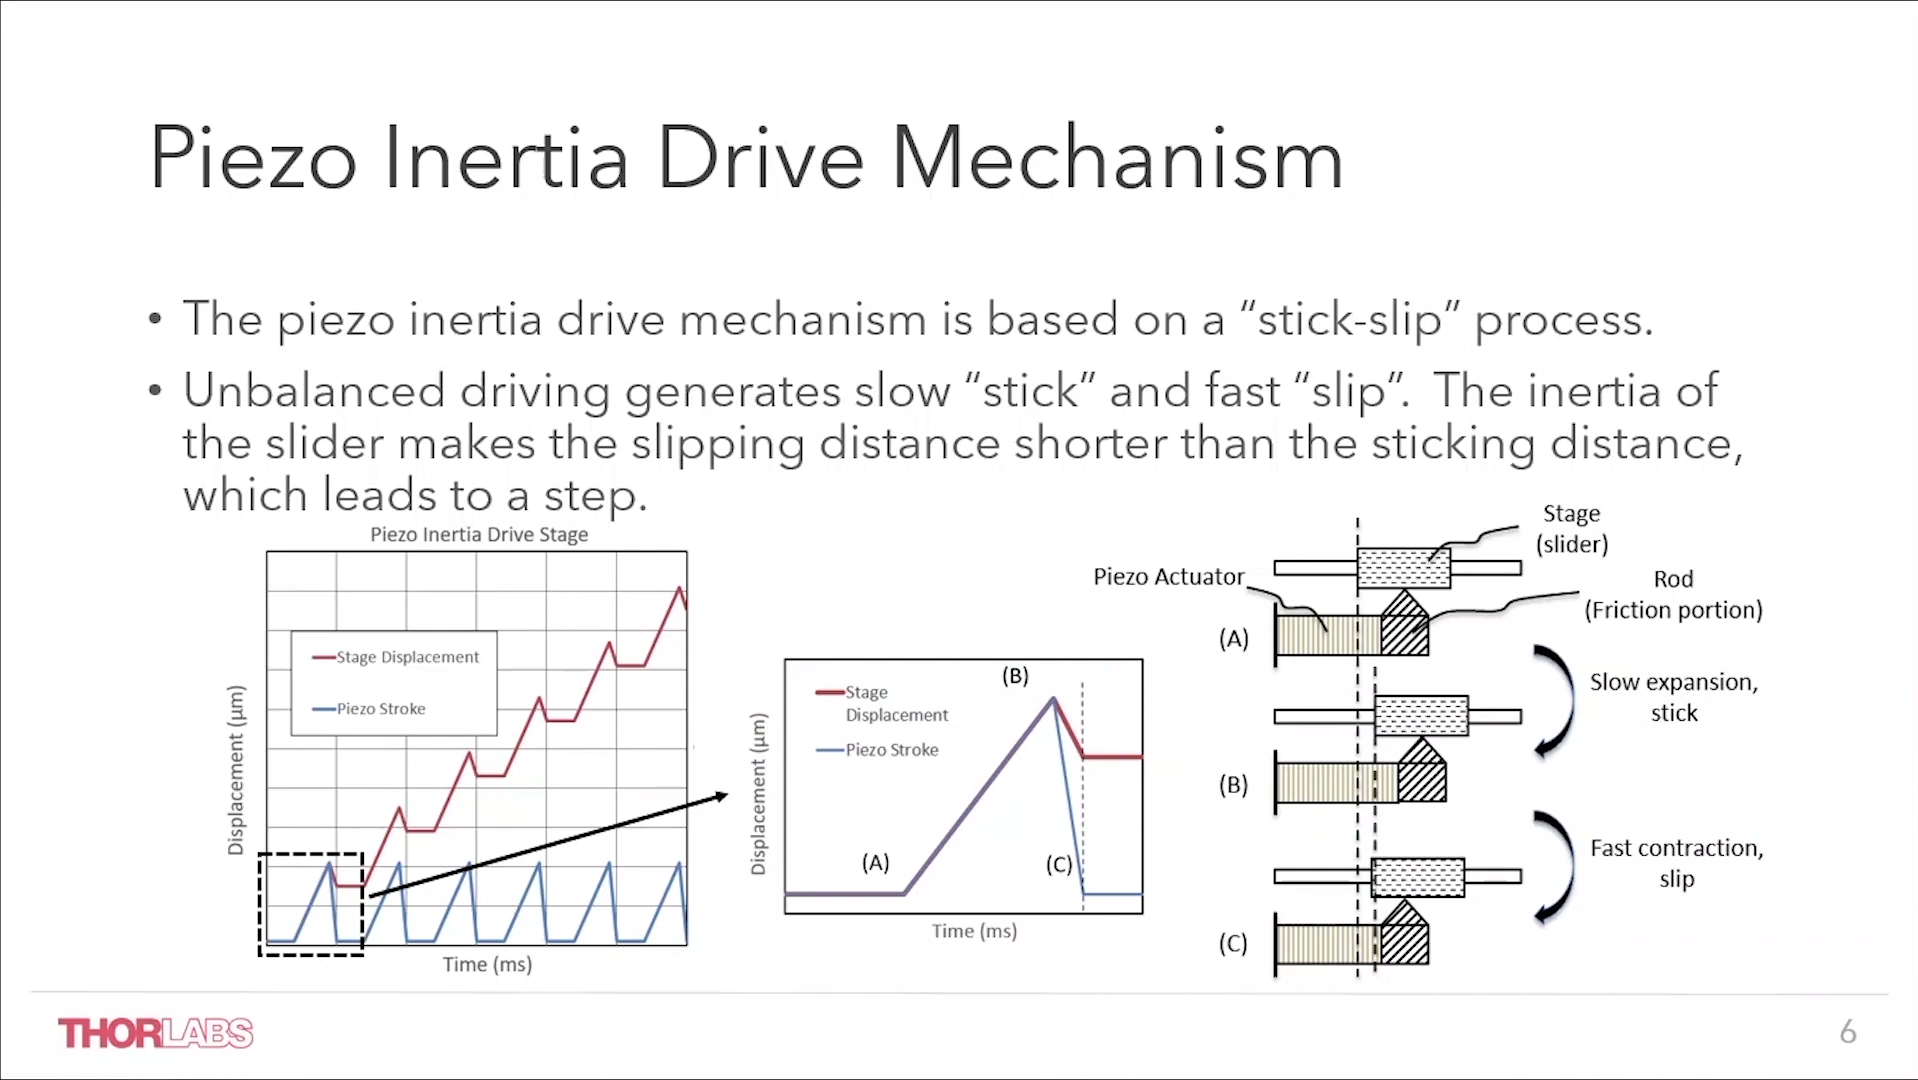 Piezo Inertia Drive Mechanism
• The piezo inertia drive mechanism is based on a “stick-slip” process.
• Unbalanced driving generates slow “stick” and fast “slip”. The inertia of
the slider makes the slipping distance shorter than the sticking distance,
which leads to a step.
Piezo Inertia Drive Stage
Displacement (µm)
Stage Displacement
Piezo Stroke
Time (ms)
Displacement (µm)
Stage
Displacement
Piezo Stroke
(A)
(B)
(C)
Time (ms)
Stage
(slider)
Piezo Actuator
Rod
(Friction portion)
(A)
Slow expansion,
stick
(B)
Fast contraction,
slip
(C)
THORLABS
6